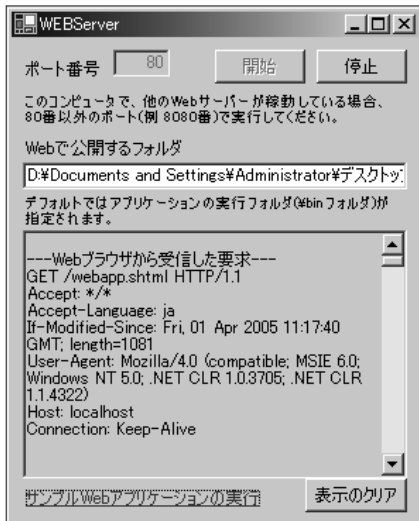 WEBServer
ポート番号 80 開始 停止
このコンピュータで、他のWebサーバーが稼動している場合、
80番以外のポート(例 8080番)で実行してください。
Webで公開するフォルダ
D:¥Documents and Settings¥Administrator¥デスクトッ
デフォルトではアプリケーションの実行フォルダ(¥binフォルダ)が
指定されます。
---Webブラウザから受信した要求---
GET /webapp.shtml HTTP/1.1
Accept: */*
Accept-Language: ja
If-Modified-Since: Fri, 01 Apr 2005 11:17:40
GMT; length=1081
User-Agent: Mozilla/4.0 (compatible; MSIE 6.0;
Windows NT 5.0; .NET CLR 1.0.3705; .NET CLR
1.1.4322)
Host: localhost
Connection: Keep-Alive
サンプルWebアプリケーションの実行 表示のクリア